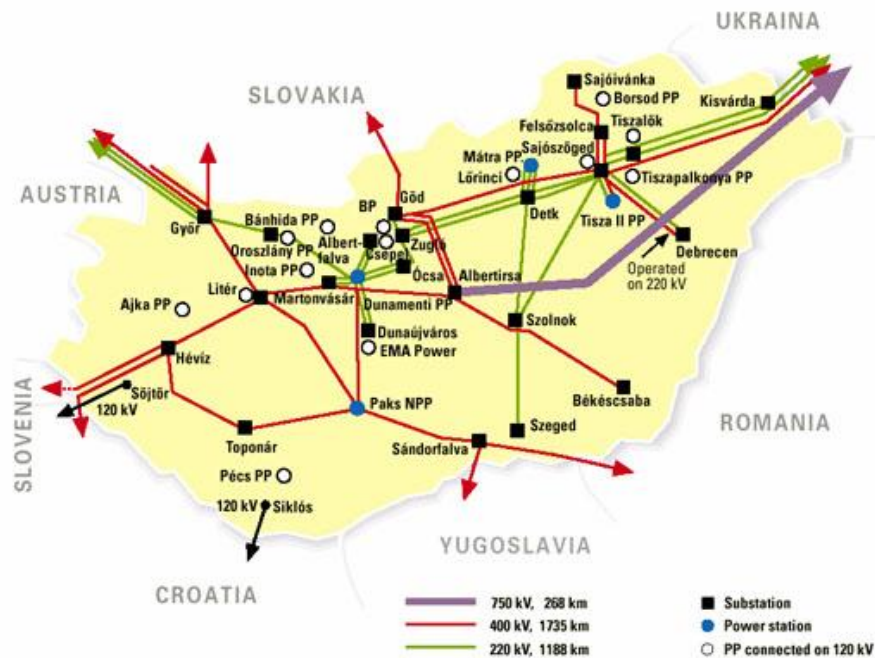 UKRAINA
SLOVAKIA
AUSTRIA
SLOVENIA
CROATIA
YUGOSLAVIA
ROMANIA
Sajóivánka
Borsod PP
Kisvárda
Felsőzsolca
Tiszalök
Sajószöged
Mátra PP
Lőrinci
Tiszapalkonya PP
Detk
Tisza II PP
Debrecen
Operated
on 220 kV
BP
Göd
Győr
Bánhida PP
Oroszlány PP
Albert-
falva
Csepel
Zugló
Inota PP
Ócsa
Albertirsa
Litér
Martonvásár
Dunamenti PP
Ajka PP
Szolnok
Dunaújváros
EMA Power
Hévíz
Söjtör
120 kV
Paks NPP
Békéscsaba
Toponár
Sándorfalva
Szeged
Pécs PP
120 kV
Siklós
750 kV, 268 km
400 kV, 1735 km
220 kV, 1188 km
Substation
Power station
PP connected on 120 kV